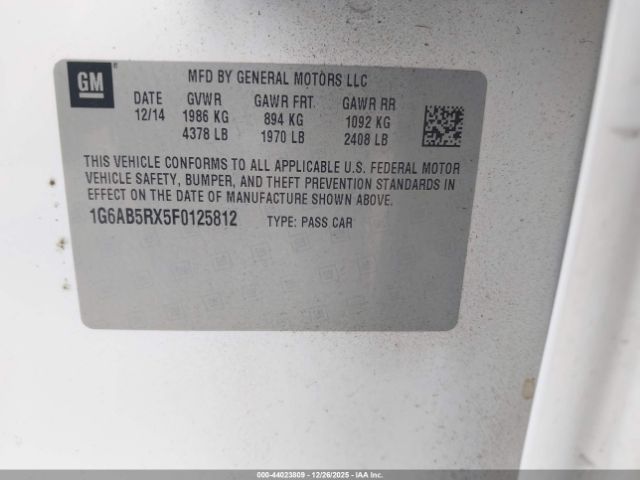 GM
MFD BY GENERAL MOTORS LLC
DATE GVWR GAWR FRT GAWR RR
12/14 1986 KG 894 KG 1092 KG
4378 LB 1970 LB 2408 LB
THIS VEHICLE CONFORMS TO ALL APPLICABLE U.S. FEDERAL MOTOR
VEHICLE SAFETY, BUMPER, AND THEFT PREVENTION STANDARDS IN
EFFECT ON THE DATE OF MANUFACTURE SHOWN ABOVE.
1G6AB5RX5F0125812 TYPE: PASS CAR
000-44023809 - 12/26/2025 - IAA Inc.